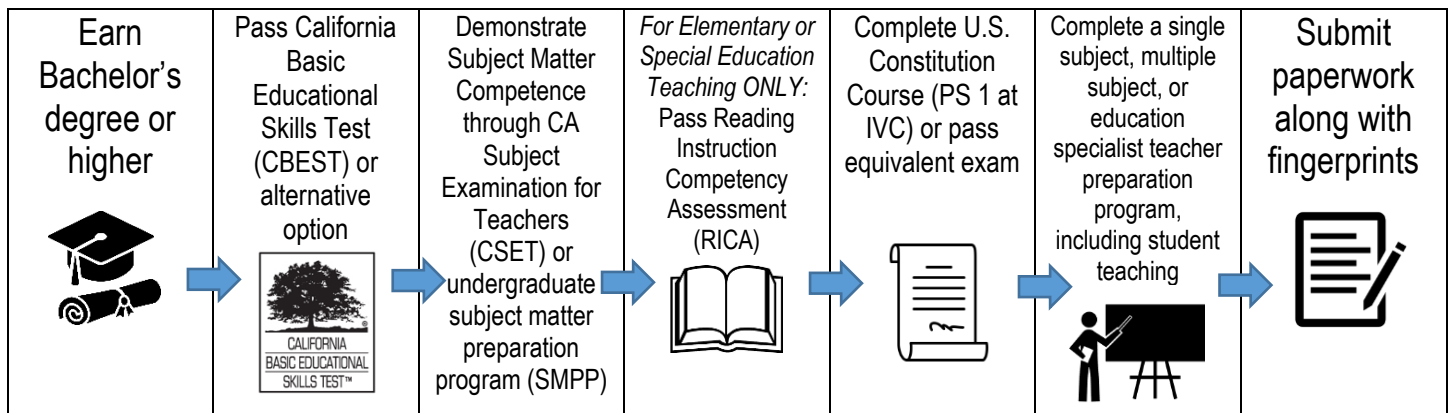 Earn
Bachelor's
degree or
higher
Pass California
Basic
Educational
Skills Test
(CBEST) or
alternative
option
CALIFORNIA
BASIC EDUCATIONAL
SKILLS TEST™
Demonstrate
Subject Matter
Competence
through CA
Subject
Examination for
Teachers
(CSET) or
undergraduate
subject matter
preparation
program (SMPP)
For Elementary or
Special Education
Teaching ONLY:
Pass Reading
Instruction
Competency
Assessment
(RICA)
Complete U.S.
Constitution
Course (PS 1 at
IVC) or pass
equivalent exam
Complete a single
subject, multiple
subject, or
education
specialist teacher
preparation
program,
including student
teaching
Submit
paperwork
along with
fingerprints